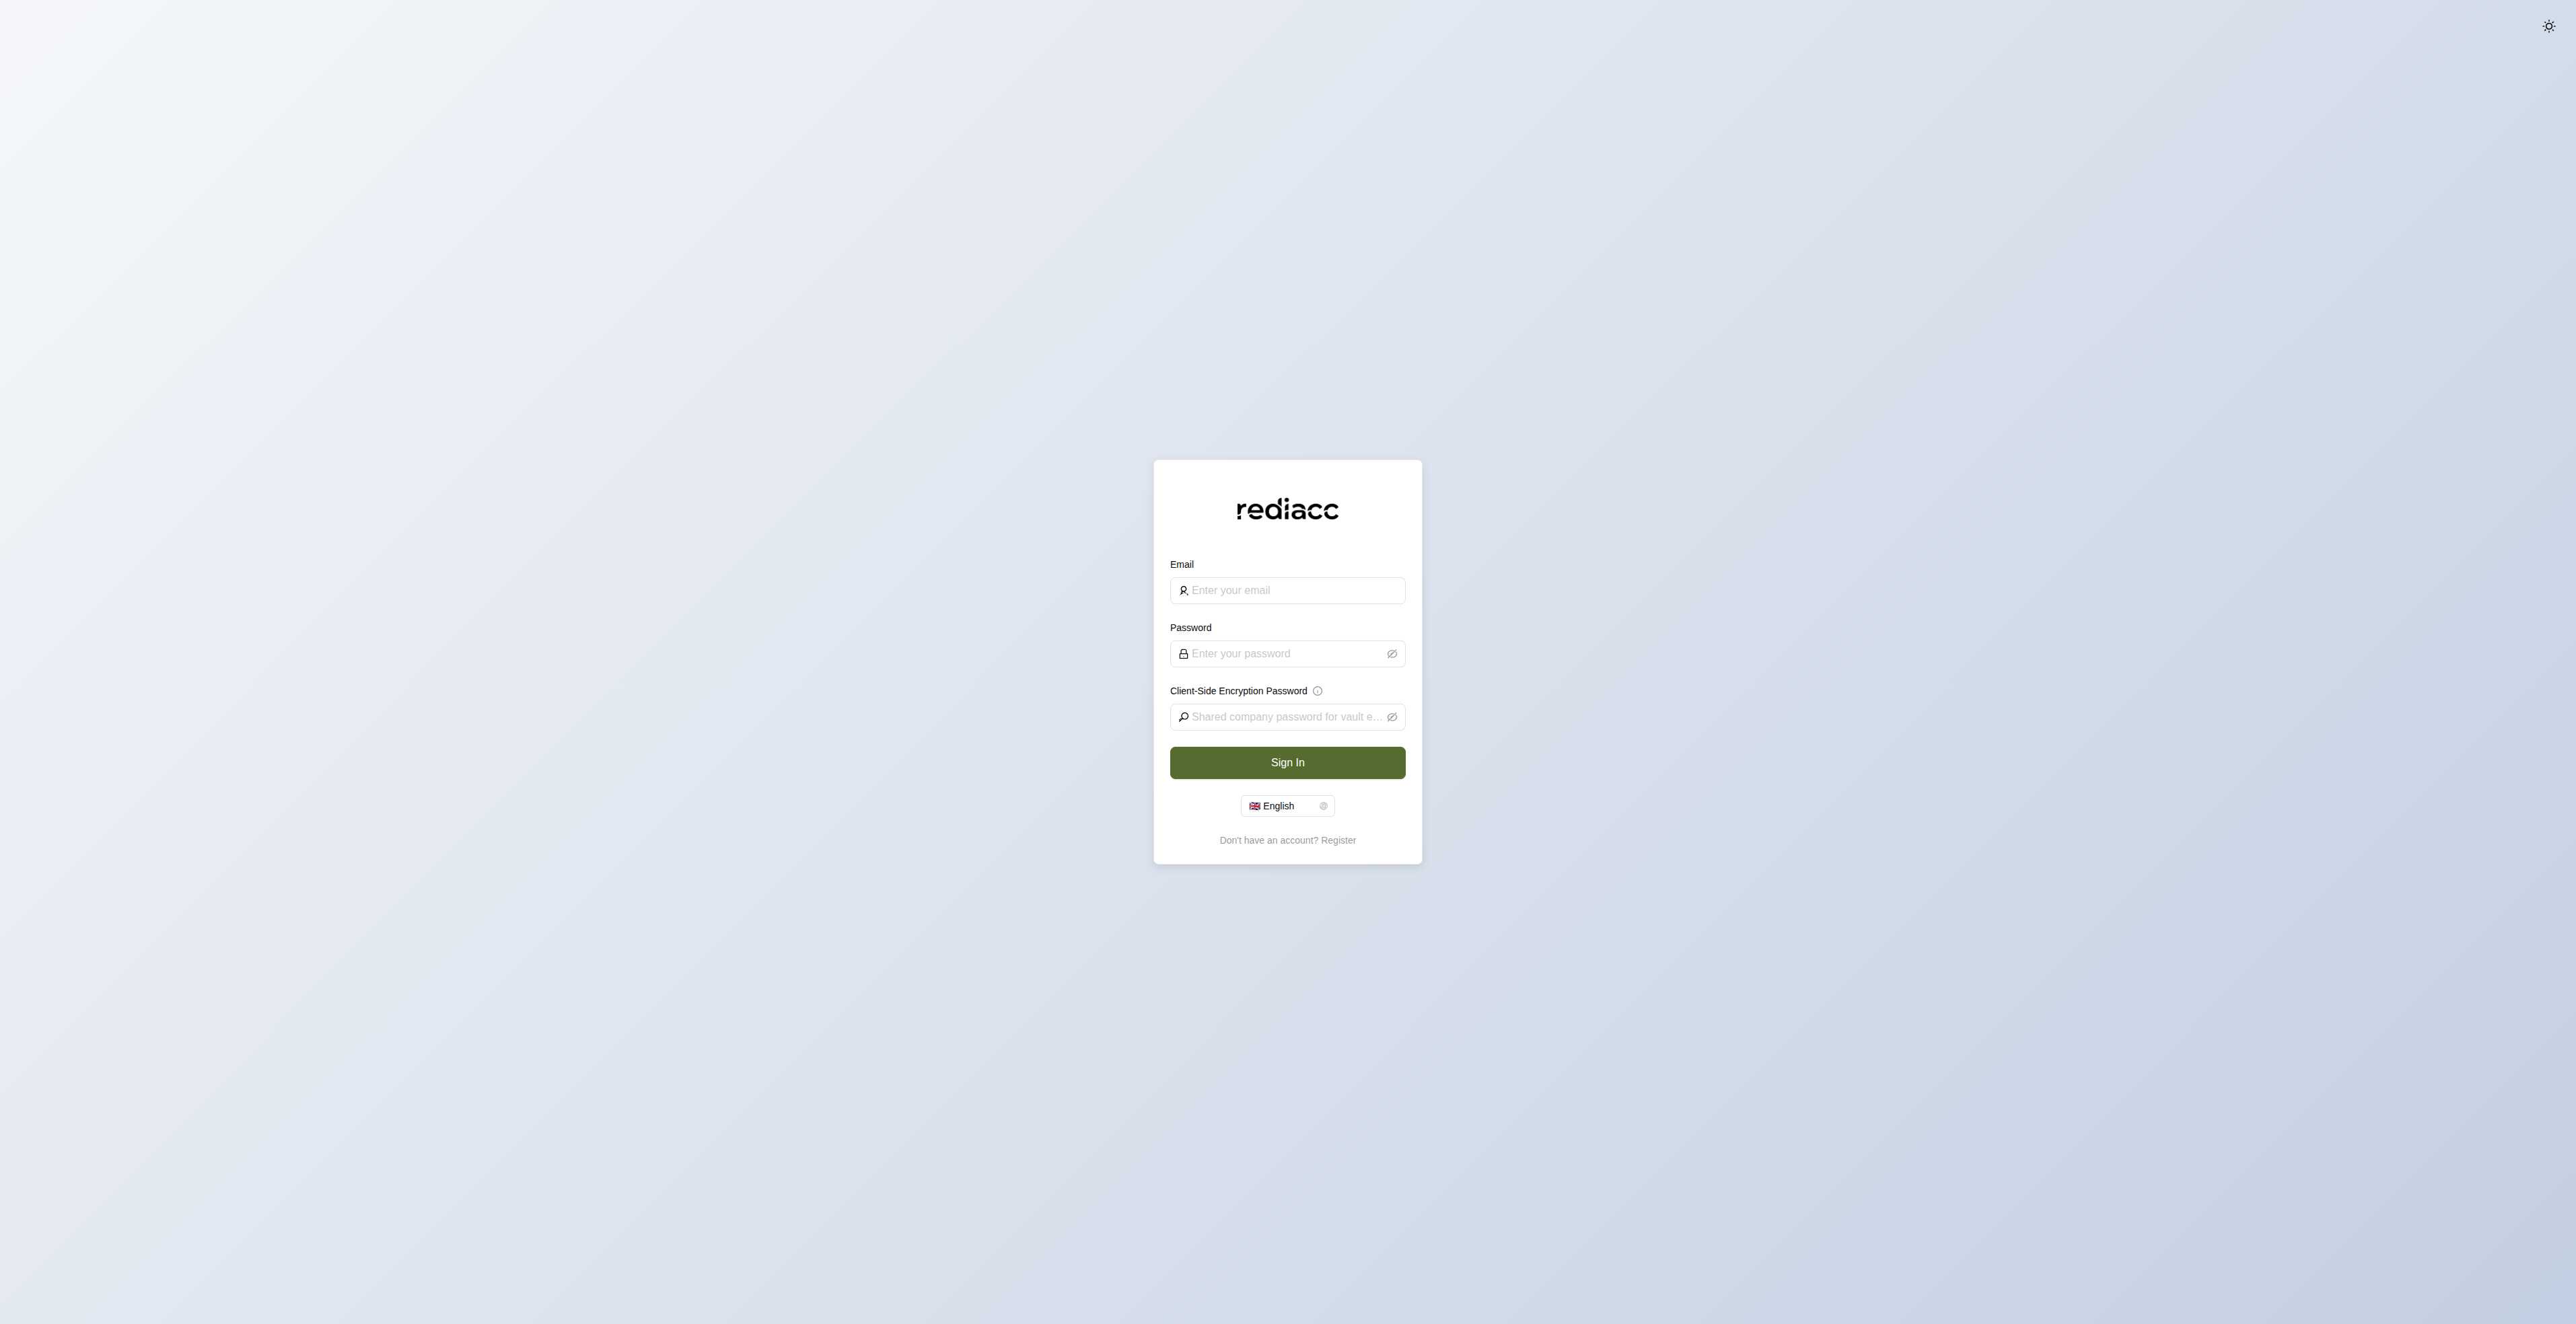 rediacc
Email
Enter your email
Password
Enter your password
Client-Side Encryption Password
Shared company password for vault e...
Sign In
English
Don't have an account? Register